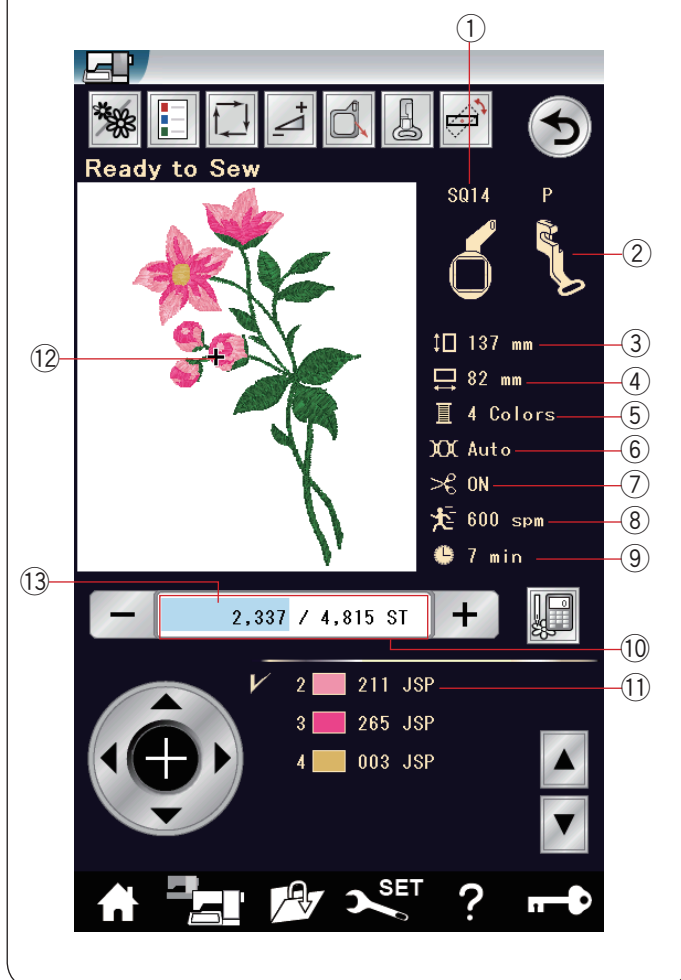 ①
Ready to Sew
SQ14 P
②
③ 137 mm
④ 82 mm
⑤ 4 Colors
⑥ Auto
⑦ ON
⑧ 600 spm
⑨ 7 min
⑫
⑬
− 2,337 / 4,815 ST +
⑩
2 211 JSP ⑪
3 265 JSP
4 003 JSP
SET
?